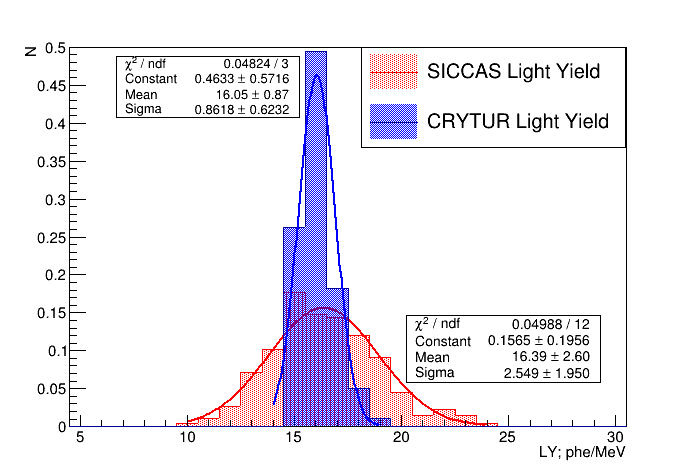 N
0.5
0.45
0.4
0.35
0.3
0.25
0.2
0.15
0.1
0.05
0
χ² / ndf 0.04824 / 3
Constant 0.4633 ± 0.5716
Mean 16.05 ± 0.87
Sigma 0.8618 ± 0.6232
SICCAS Light Yield
CRYTUR Light Yield
χ² / ndf 0.04988 / 12
Constant 0.1565 ± 0.1956
Mean 16.39 ± 2.60
Sigma 2.549 ± 1.950
5 10 15 20 25 30
LY; phe/MeV